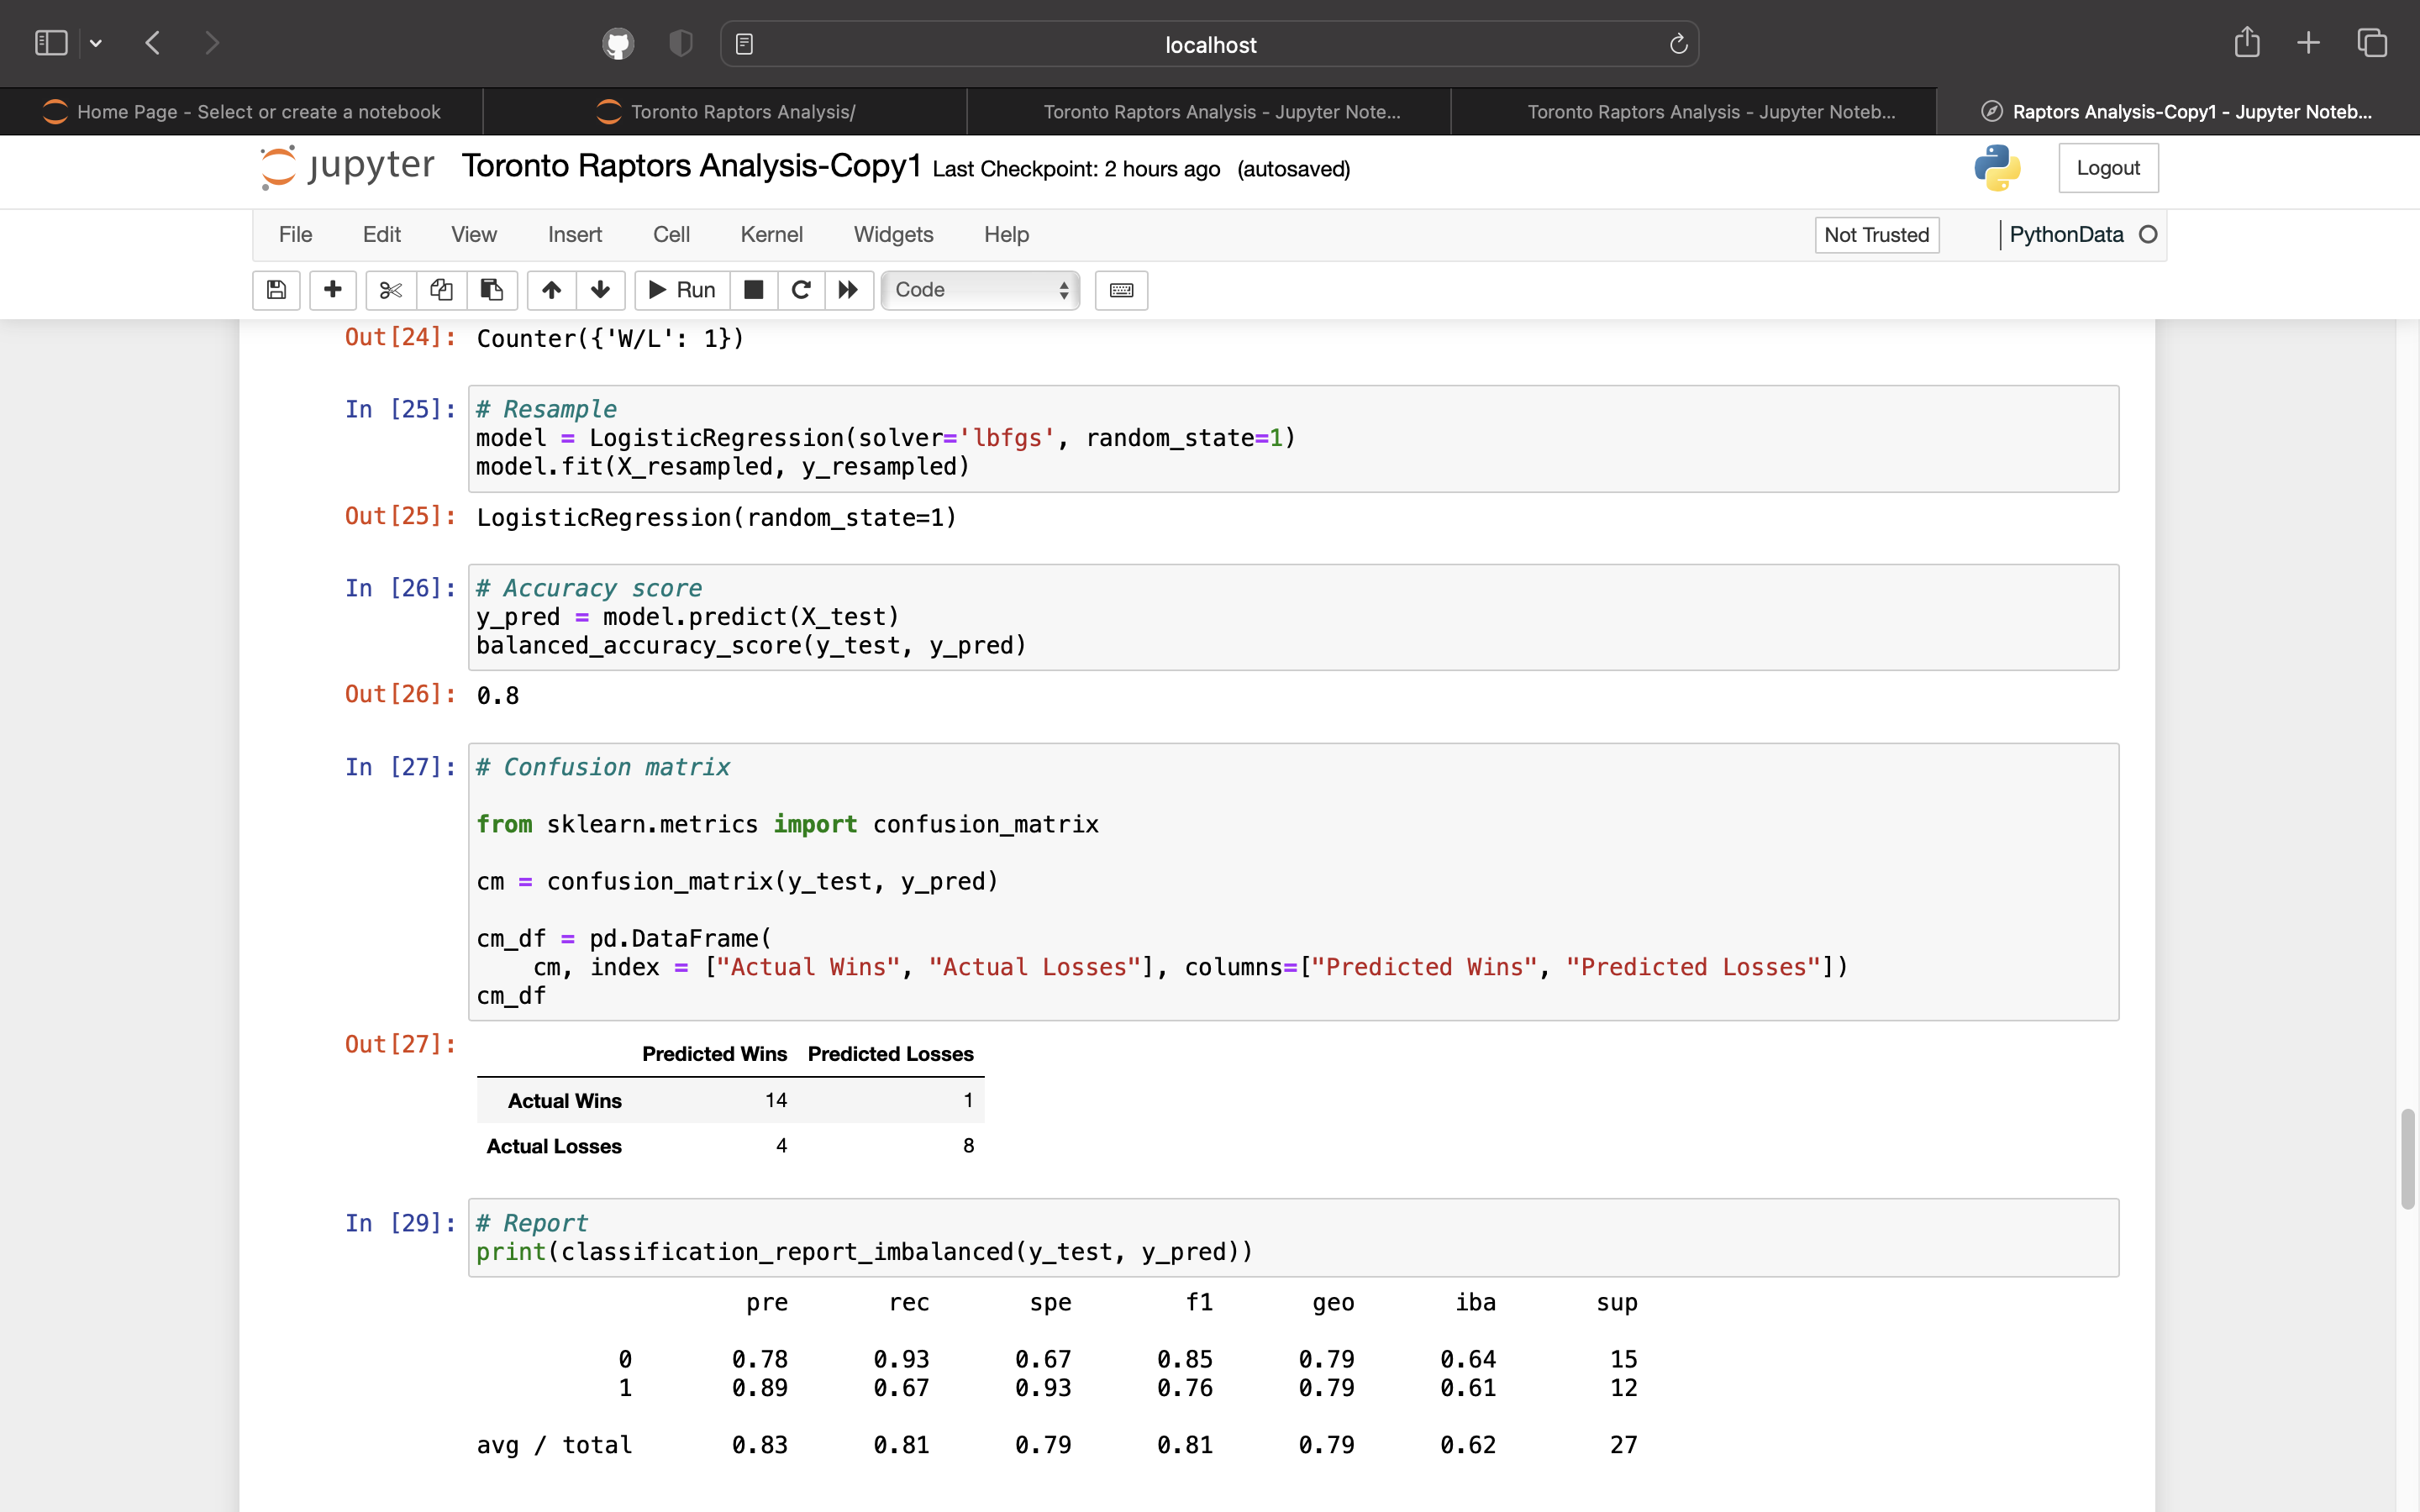 localhost
Home Page - Select or create a notebook
Toronto Raptors Analysis/
Toronto Raptors Analysis - Jupyter Note...
Toronto Raptors Analysis - Jupyter Noteb...
Raptors Analysis-Copy1 - Jupyter Noteb...
jupyter Toronto Raptors Analysis-Copy1 Last Checkpoint: 2 hours ago (autosaved)
Logout
File Edit View Insert Cell Kernel Widgets Help
Not Trusted
PythonData
Run
Code
Out[24]: Counter({'W/L': 1})
In [25]: # Resample
model = LogisticRegression(solver='lbfgs', random_state=1)
model.fit(X_resampled, y_resampled)
Out[25]: LogisticRegression(random_state=1)
In [26]: # Accuracy score
y_pred = model.predict(X_test)
balanced_accuracy_score(y_test, y_pred)
Out[26]: 0.8
In [27]: # Confusion matrix
from sklearn.metrics import confusion_matrix
cm = confusion_matrix(y_test, y_pred)
cm_df = pd.DataFrame(
cm, index = ["Actual Wins", "Actual Losses"], columns=["Predicted Wins", "Predicted Losses"])
cm_df
Out[27]:
Predicted Wins Predicted Losses
Actual Wins 14 1
Actual Losses 4 8
In [29]: # Report
print(classification_report_imbalanced(y_test, y_pred))
pre rec spe f1 geo iba sup
0 0.78 0.93 0.67 0.85 0.79 0.64 15
1 0.89 0.67 0.93 0.76 0.79 0.61 12
avg / total 0.83 0.81 0.79 0.81 0.79 0.62 27